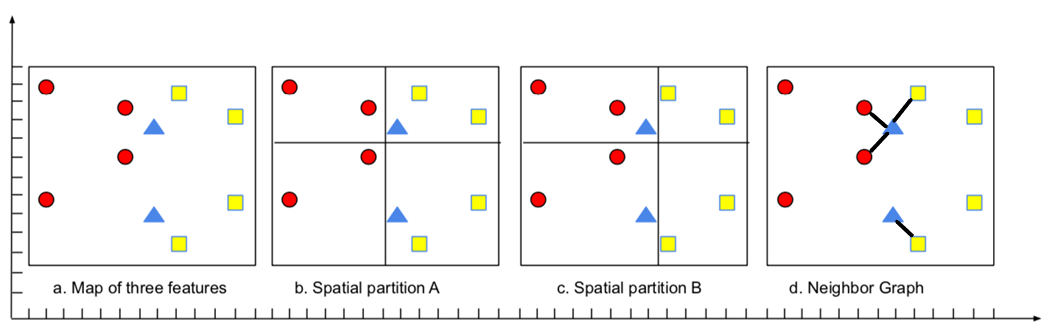 a. Map of three features
b. Spatial partition A
c. Spatial partition B
d. Neighbor Graph